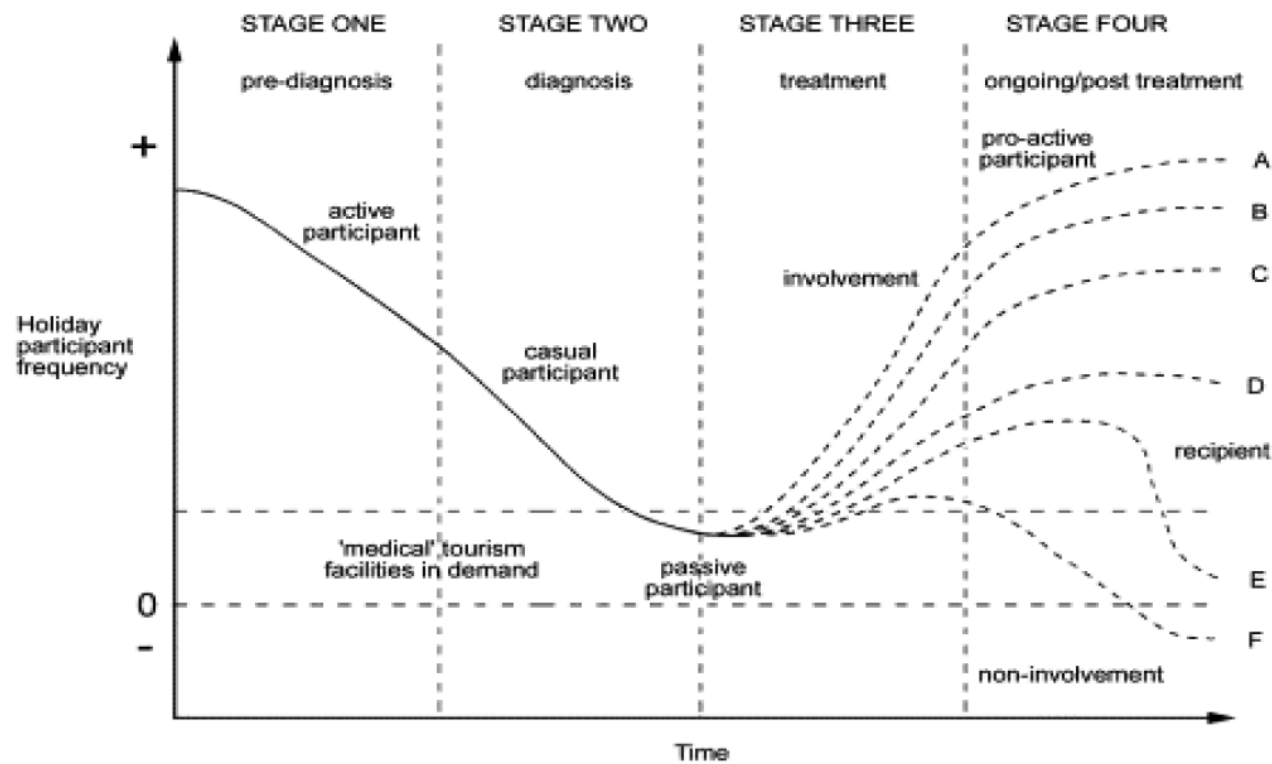 STAGE ONE
STAGE TWO
STAGE THREE
STAGE FOUR
pre-diagnosis
diagnosis
treatment
ongoing/post treatment
+
pro-active
participant
A
active
participant
B
involvement
C
Holiday
participant
frequency
casual
participant
D
recipient
'medical' tourism
facilities in demand
passive
participant
E
0
-
F
non-involvement
Time